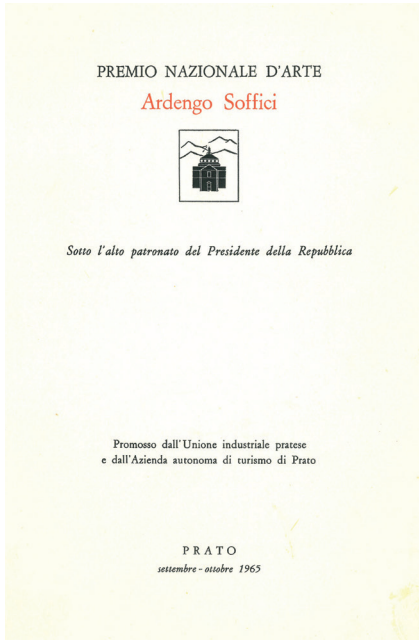 PREMIO NAZIONALE D'ARTE
Ardengo Soffici
Sotto l'alto patronato del Presidente della Repubblica
Promosso dall'Unione industriale pratese
e dall'Azienda autonoma di turismo di Prato
PRATO
settembre - ottobre 1965